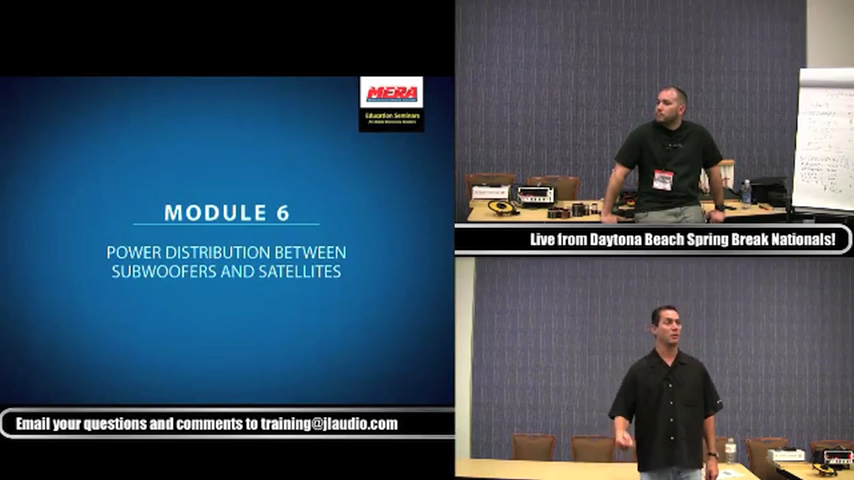 MERA
Education Seminars
MODULE 6
POWER DISTRIBUTION BETWEEN
SUBWOOFERS AND SATELLITES
Email your questions and comments to training@jlaudio.com
Live from Daytona Beach Spring Break Nationals!